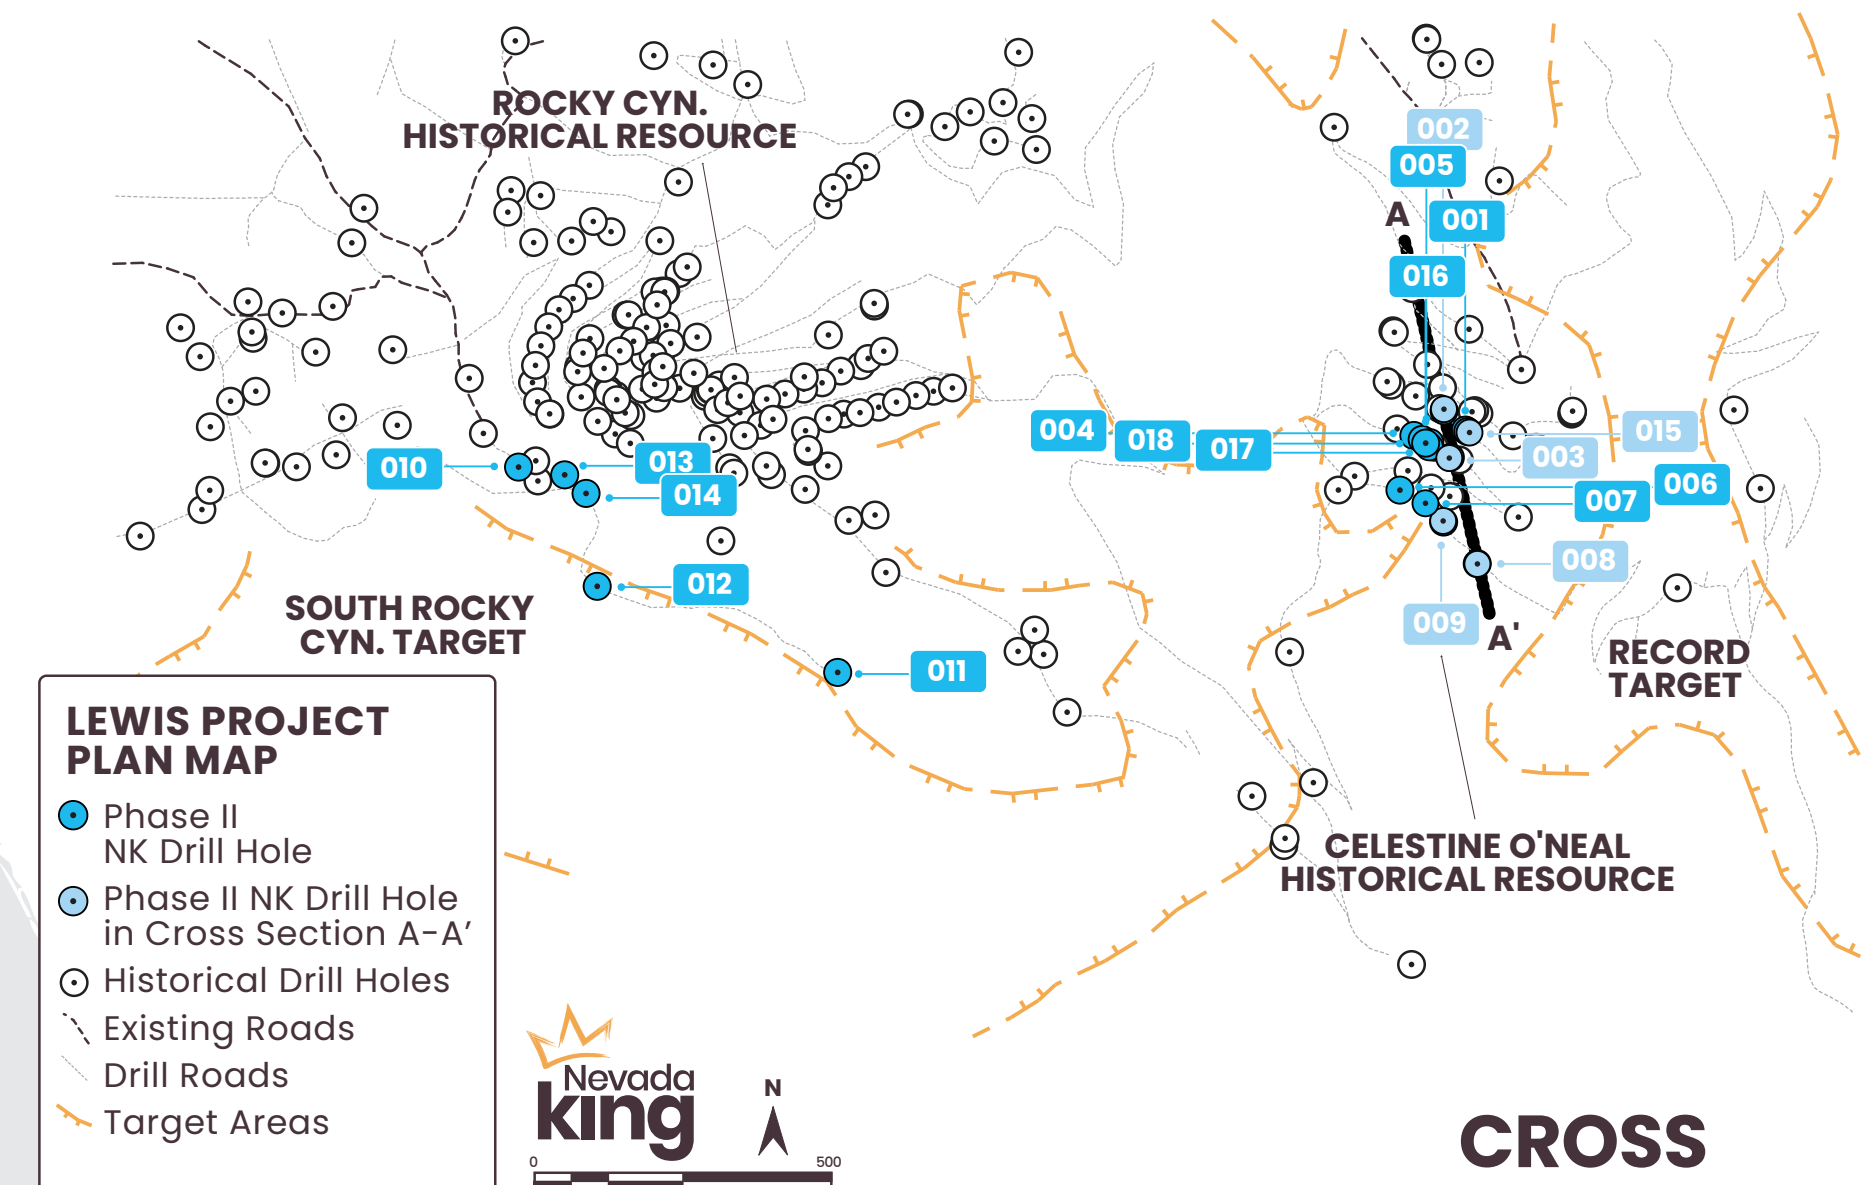 ROCKY CYN.
HISTORICAL RESOURCE
002
005
A
001
016
004
018
017
015
003
006
007
010
013
014
012
008
009
A'
011
SOUTH ROCKY
CYN. TARGET
RECORD
TARGET
CELESTINE O'NEAL
HISTORICAL RESOURCE
LEWIS PROJECT
PLAN MAP
Phase II
NK Drill Hole
Phase II NK Drill Hole
in Cross Section A-A’
Historical Drill Holes
Existing Roads
Drill Roads
Target Areas
Nevada
king
N
0 500
CROSS